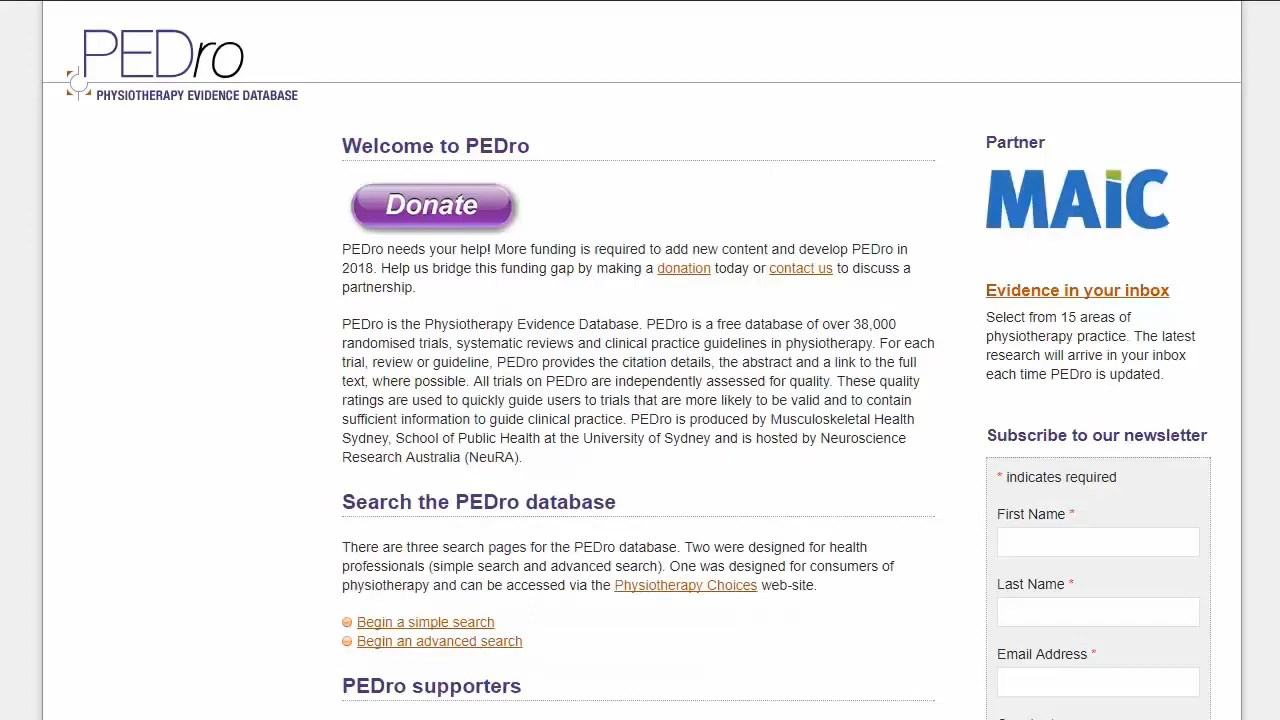 PEDro
PHYSIOTHERAPY EVIDENCE DATABASE
Welcome to PEDro
Donate
PEDro needs your help! More funding is required to add new content and develop PEDro in
2018. Help us bridge this funding gap by making a donation today or contact us to discuss a
partnership.
PEDro is the Physiotherapy Evidence Database. PEDro is a free database of over 38,000
randomised trials, systematic reviews and clinical practice guidelines in physiotherapy. For each
trial, review or guideline, PEDro provides the citation details, the abstract and a link to the full
text, where possible. All trials on PEDro are independently assessed for quality. These quality
ratings are used to quickly guide users to trials that are more likely to be valid and to contain
sufficient information to guide clinical practice. PEDro is produced by Musculoskeletal Health
Sydney, School of Public Health at the University of Sydney and is hosted by Neuroscience
Research Australia (NeuRA).
Search the PEDro database
There are three search pages for the PEDro database. Two were designed for health
professionals (simple search and advanced search). One was designed for consumers of
physiotherapy and can be accessed via the Physiotherapy Choices web-site.
Begin a simple search
Begin an advanced search
PEDro supporters
Partner
MAiC
Evidence in your inbox
Select from 15 areas of
physiotherapy practice. The latest
research will arrive in your inbox
each time PEDro is updated.
Subscribe to our newsletter
* indicates required
First Name *
Last Name *
Email Address *